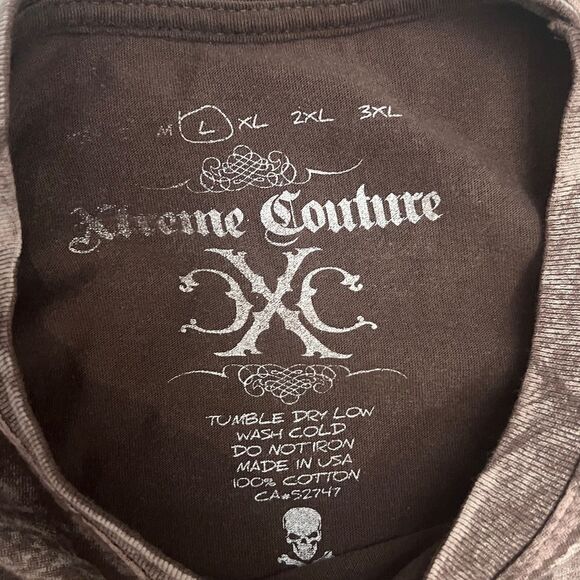 M L XL 2XL 3XL
Xtreme Couture
CXC
TUMBLE DRY LOW
WASH COLD
DO NOT IRON
MADE IN USA
100% COTTON
CA#52747